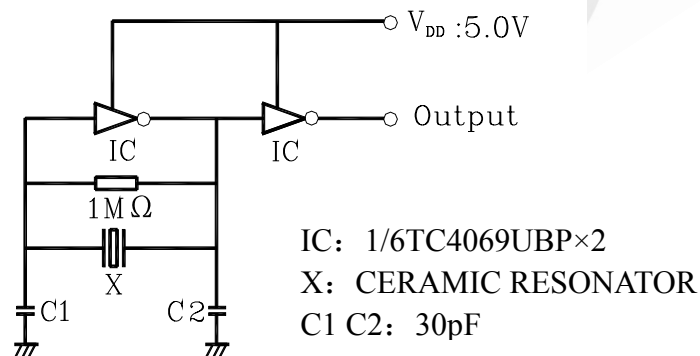 V_DD :5.0V
Output
IC
IC
1MΩ
X
C1
C2
IC：1/6TC4069UBP×2
X：CERAMIC RESONATOR
C1 C2：30pF